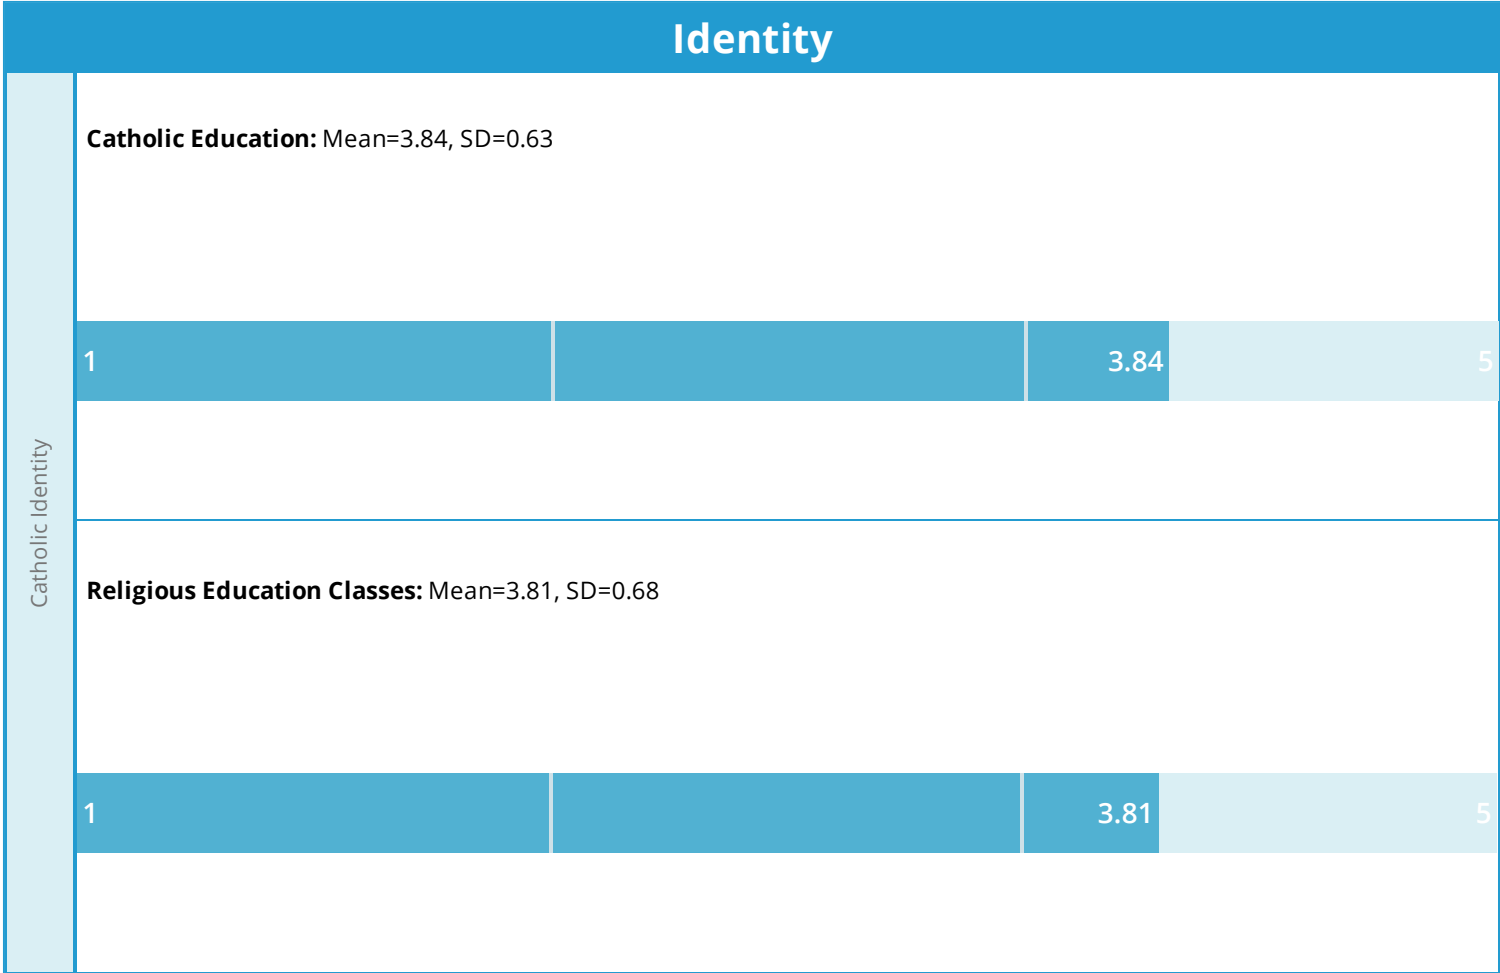 Identity
Catholic Identity
Catholic Education: Mean=3.84, SD=0.63
1 3.84 5
Religious Education Classes: Mean=3.81, SD=0.68
1 3.81 5